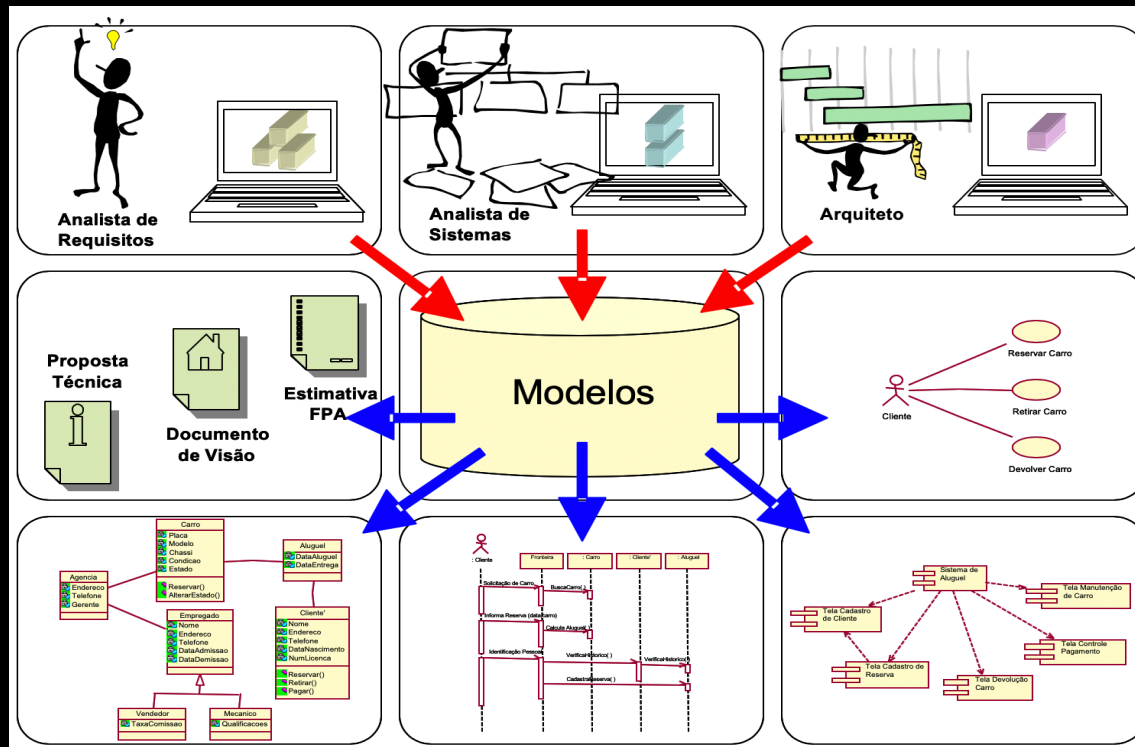 Analista de
Requisitos
Analista de
Sistemas
Arquiteto
Proposta
Técnica
Documento
de Visão
Estimativa
FPA
Modelos
Cliente
Reservar Carro
Retirar Carro
Devolver Carro
Carro
Placa
Modelo
Chassi
Condicao
Estado
Reservar()
AlterarEstado()
Agencia
Endereco
Telefone
Gerente
Aluguel
DataAluguel
DataEntrega
Empregado
Nome
Endereco
Telefone
DataAdmissao
DataDemissao
Cliente'
Nome
Endereco
Telefone
DataNascimento
NumLicenca
Reservar()
Retirar()
Pagar()
Vendedor
TaxaComissao
Mecanico
Qualificacoes
: Cliente
Fronteira
: Carro
: Cliente'
: Aluguel
Solicitação de Carro
BuscaCarro( )
Informa Reserva (data/carro)
Calcula Aluguel( )
Identificação Pessoal
VerificaHistorico( )
VerificaHistorico( )
CadastraReserva( )
Sistema de
Aluguel
Tela Manutenção
de Carro
Tela Cadastro
de Cliente
Tela Controle
Pagamento
Tela Cadastro de
Reserva
Tela Devolução
Carro